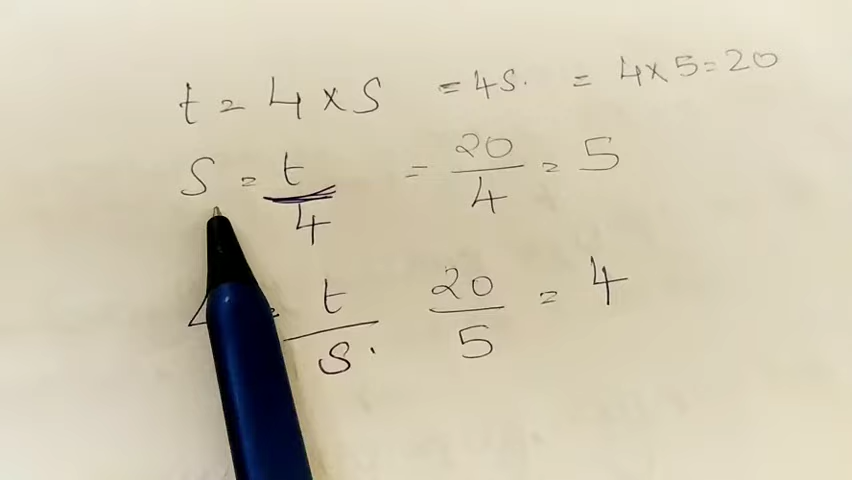 t = 4 × S = 4S. = 4×5=20
S = t/4 = 20/4 = 5
= t/S. 20/5 = 4